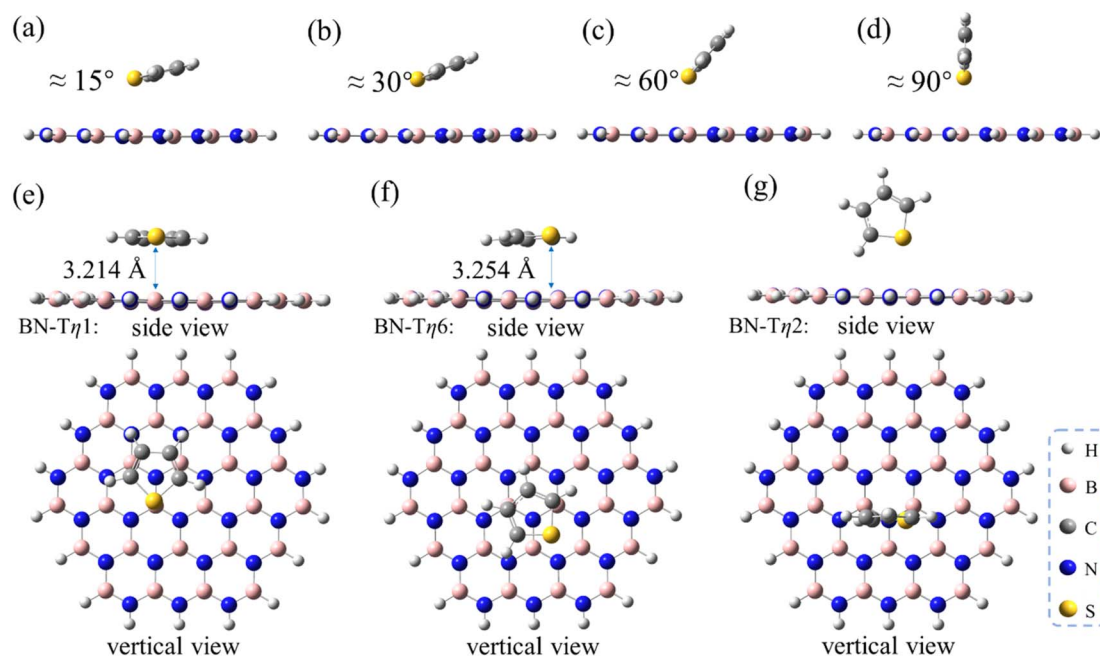 (a)
≈ 15°
(b)
≈ 30°
(c)
≈ 60°
(d)
≈ 90°
(e)
3.214 Å
BN-Tη1: side view
vertical view
(f)
3.254 Å
BN-Tη6: side view
vertical view
(g)
BN-Tη2: side view
vertical view
H
B
C
N
S